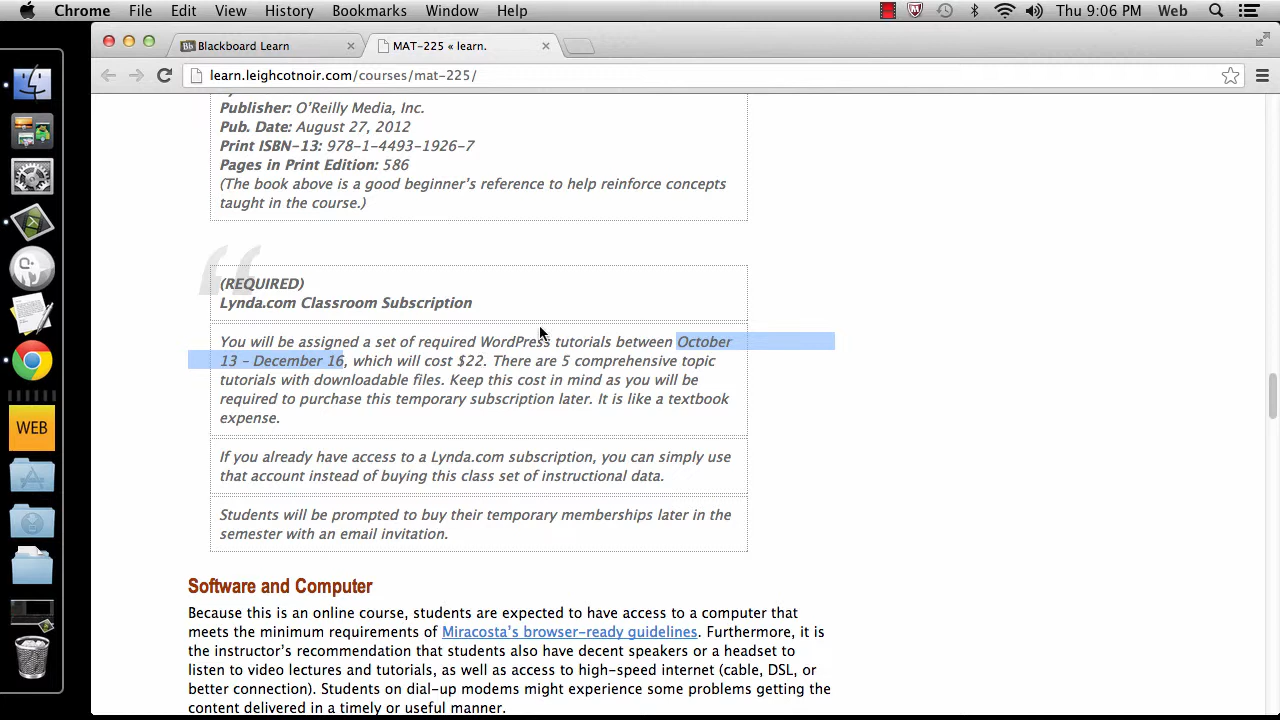 Chrome File Edit View History Bookmarks Window Help Thu 9:06 PM Web
Blackboard Learn
MAT-225 « learn.
learn.leighcotnoir.com/courses/mat-225/
Publisher: O'Reilly Media, Inc.
Pub. Date: August 27, 2012
Print ISBN-13: 978-1-4493-1926-7
Pages in Print Edition: 586
(The book above is a good beginner's reference to help reinforce concepts
taught in the course.)
(REQUIRED)
Lynda.com Classroom Subscription
You will be assigned a set of required WordPress tutorials between October
13 – December 16, which will cost $22. There are 5 comprehensive topic
tutorials with downloadable files. Keep this cost in mind as you will be
required to purchase this temporary subscription later. It is like a textbook
expense.
If you already have access to a Lynda.com subscription, you can simply use
that account instead of buying this class set of instructional data.
Students will be prompted to buy their temporary memberships later in the
semester with an email invitation.
WEB
Software and Computer
Because this is an online course, students are expected to have access to a computer that
meets the minimum requirements of Miracosta's browser-ready guidelines. Furthermore, it is
the instructor's recommendation that students also have decent speakers or a headset to
listen to video lectures and tutorials, as well as access to high-speed internet (cable, DSL, or
better connection). Students on dial-up modems might experience some problems getting the
content delivered in a timely or useful manner.